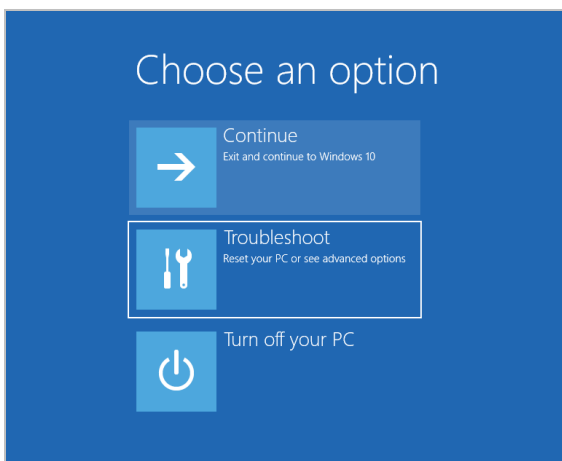 Choose an option
Continue
Exit and continue to Windows 10
Troubleshoot
Reset your PC or see advanced options
Turn off your PC